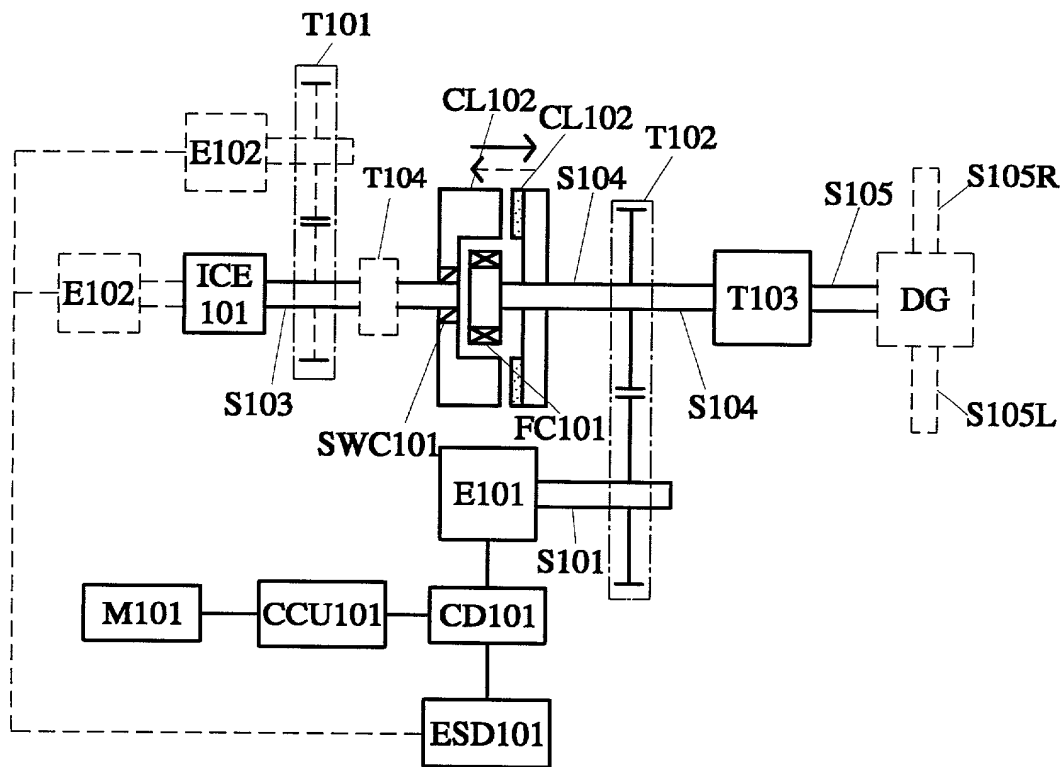 T101
CL102
CL102
T102
E102
T104
S104
S105
S105R
E102
ICE
101
T103
DG
S103
SWC101
FC101
S104
S105L
E101
S101
M101
CCU101
CD101
ESD101